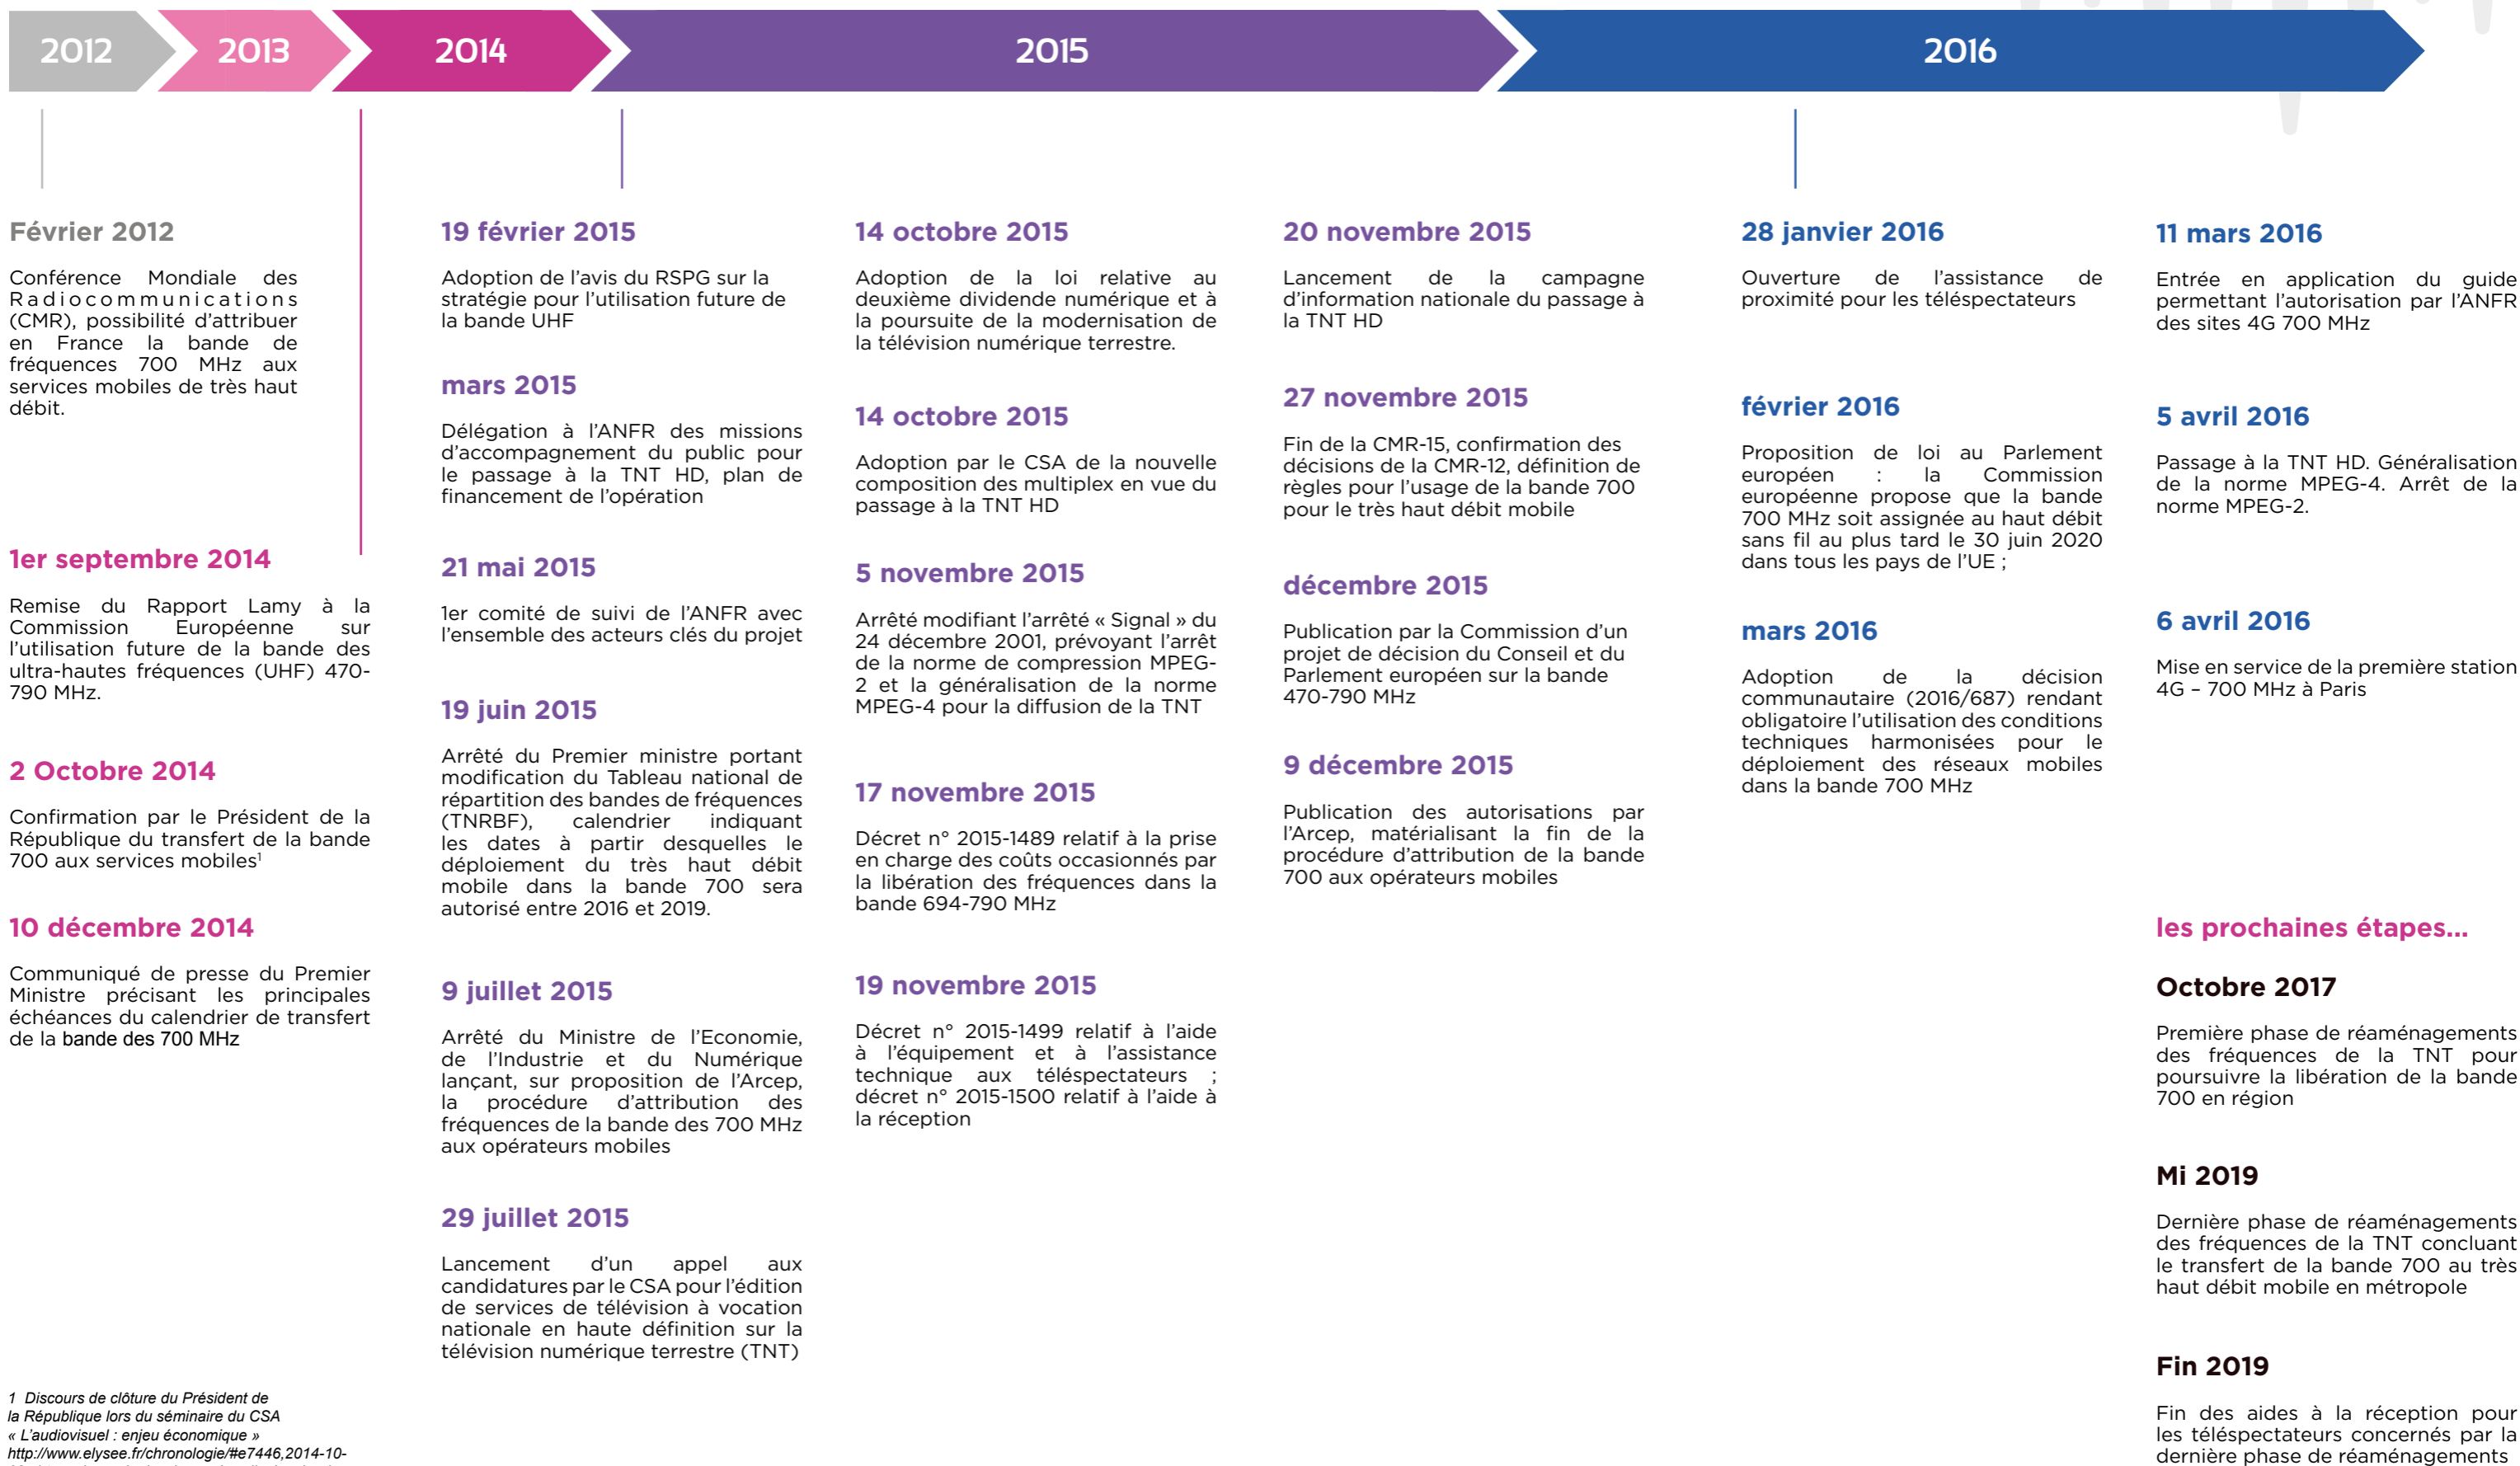 2012
2013
2014
2015
2016
Février 2012
Conférence Mondiale des
Radiocommunications
(CMR), possibilité d'attribuer
en France la bande de
fréquences 700 MHz aux
services mobiles de très haut
débit.
1er septembre 2014
Remise du Rapport Lamy à la
Commission Européenne sur
l'utilisation future de la bande des
ultra-hautes fréquences (UHF) 470-
790 MHz.
2 Octobre 2014
Confirmation par le Président de la
République du transfert de la bande
700 aux services mobiles¹
10 décembre 2014
Communiqué de presse du Premier
Ministre précisant les principales
échéances du calendrier de transfert
de la bande des 700 MHz
1 Discours de clôture du Président de
la République lors du séminaire du CSA
« L'audiovisuel : enjeu économique »
http://www.elysee.fr/chronologie/#e7446,2014-10-
19 février 2015
Adoption de l'avis du RSPG sur la
stratégie pour l'utilisation future de
la bande UHF
mars 2015
Délégation à l'ANFR des missions
d'accompagnement du public pour
le passage à la TNT HD, plan de
financement de l'opération
21 mai 2015
1er comité de suivi de l'ANFR avec
l'ensemble des acteurs clés du projet
19 juin 2015
Arrêté du Premier ministre portant
modification du Tableau national de
répartition des bandes de fréquences
(TNRBF), calendrier indiquant
les dates à partir desquelles le
déploiement du très haut débit
mobile dans la bande 700 sera
autorisé entre 2016 et 2019.
9 juillet 2015
Arrêté du Ministre de l'Economie,
de l'Industrie et du Numérique
lançant, sur proposition de l'Arcep,
la procédure d'attribution des
fréquences de la bande des 700 MHz
aux opérateurs mobiles
29 juillet 2015
Lancement d'un appel aux
candidatures par le CSA pour l'édition
de services de télévision à vocation
nationale en haute définition sur la
télévision numérique terrestre (TNT)
14 octobre 2015
Adoption de la loi relative au
deuxième dividende numérique et à
la poursuite de la modernisation de
la télévision numérique terrestre.
14 octobre 2015
Adoption par le CSA de la nouvelle
composition des multiplex en vue du
passage à la TNT HD
5 novembre 2015
Arrêté modifiant l'arrêté « Signal » du
24 décembre 2001, prévoyant l'arrêt
de la norme de compression MPEG-
2 et la généralisation de la norme
MPEG-4 pour la diffusion de la TNT
17 novembre 2015
Décret n° 2015-1489 relatif à la prise
en charge des coûts occasionnés par
la libération des fréquences dans la
bande 694-790 MHz
19 novembre 2015
Décret n° 2015-1499 relatif à l'aide
à l'équipement et à l'assistance
technique aux téléspectateurs ;
décret n° 2015-1500 relatif à l'aide à
la réception
20 novembre 2015
Lancement de la campagne
d'information nationale du passage à
la TNT HD
27 novembre 2015
Fin de la CMR-15, confirmation des
décisions de la CMR-12, définition de
règles pour l'usage de la bande 700
pour le très haut débit mobile
décembre 2015
Publication par la Commission d'un
projet de décision du Conseil et du
Parlement européen sur la bande
470-790 MHz
9 décembre 2015
Publication des autorisations par
l'Arcep, matérialisant la fin de la
procédure d'attribution de la bande
700 aux opérateurs mobiles
28 janvier 2016
Ouverture de l'assistance de
proximité pour les téléspectateurs
février 2016
Proposition de loi au Parlement
européen : la Commission
européenne propose que la bande
700 MHz soit assignée au haut débit
sans fil au plus tard le 30 juin 2020
dans tous les pays de l'UE ;
mars 2016
Adoption de la décision
communautaire (2016/687) rendant
obligatoire l'utilisation des conditions
techniques harmonisées pour le
déploiement des réseaux mobiles
dans la bande 700 MHz
11 mars 2016
Entrée en application du guide
permettant l'autorisation par l'ANFR
des sites 4G 700 MHz
5 avril 2016
Passage à la TNT HD. Généralisation
de la norme MPEG-4. Arrêt de la
norme MPEG-2.
6 avril 2016
Mise en service de la première station
4G – 700 MHz à Paris
les prochaines étapes...
Octobre 2017
Première phase de réaménagements
des fréquences de la TNT pour
poursuivre la libération de la bande
700 en région
Mi 2019
Dernière phase de réaménagements
des fréquences de la TNT concluant
le transfert de la bande 700 au très
haut débit mobile en métropole
Fin 2019
Fin des aides à la réception pour
les téléspectateurs concernés par la
dernière phase de réaménagements